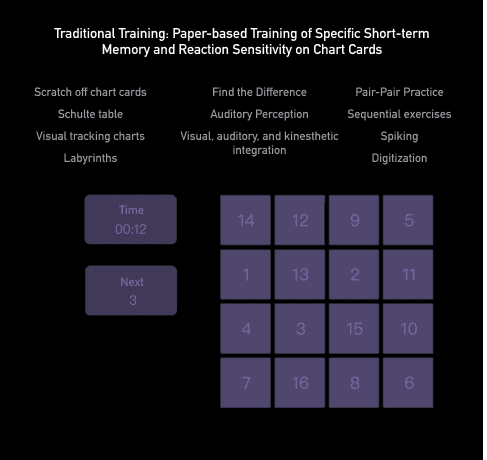 Traditional Training: Paper-based Training of Specific Short-term
Memory and Reaction Sensitivity on Chart Cards
Scratch off chart cards
Schulte table
Visual tracking charts
Labyrinths
Find the Difference
Auditory Perception
Visual, auditory, and kinesthetic
integration
Pair-Pair Practice
Sequential exercises
Spiking
Digitization
Time
00:12
Next
3
14 12 9 5
1 13 2 11
4 3 15 10
7 16 8 6